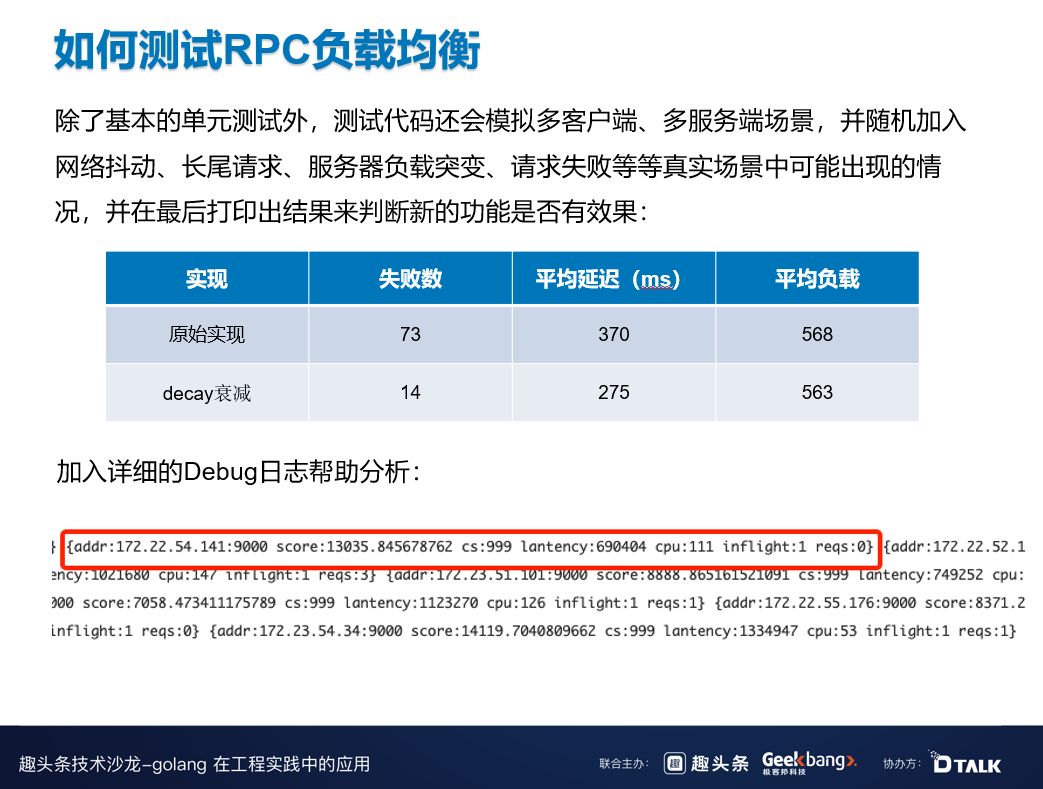 如何测试RPC负载均衡
除了基本的单元测试外，测试代码还会模拟多客户端、多服务端场景，并随机加入
网络抖动、长尾请求、服务器负载突变、请求失败等等真实场景中可能出现的情
况，并在最后打印出结果来判断新的功能是否有效果：
实现 失败数 平均延迟（ms） 平均负载
原始实现 73 370 568
decay衰减 14 275 563
加入详细的Debug日志帮助分析：
} {addr:172.22.54.141:9000 score:13035.845678762 cs:999 lantency:690404 cpu:111 inflight:1 reqs:0} {addr:172.22.52.1
ency:1021680 cpu:147 inflight:1 reqs:3} {addr:172.23.51.101:9000 score:8888.865161521091 cs:999 lantency:749252 cpu:
000 score:7058.473411175789 cs:999 lantency:1123270 cpu:126 inflight:1 reqs:1} {addr:172.22.55.176:9000 score:8371.2
inflight:1 reqs:0} {addr:172.23.54.34:9000 score:14119.7040809662 cs:999 lantency:1334947 cpu:53 inflight:1 reqs:1}
趣头条技术沙龙-golang 在工程实践中的应用
联合主办： 趣 趣头条 Geekbang>. 极客邦科技 协办方： DTALK